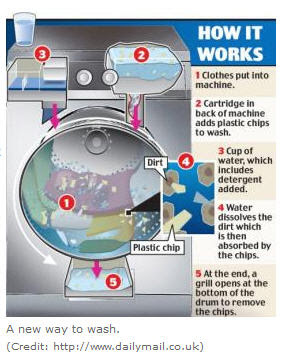 HOW IT
WORKS
1 Clothes put into
machine.
2 Cartridge in
back of machine
adds plastic chips
to wash.
3 Cup of
water, which
includes
detergent
added.
4 Water
dissolves the
dirt which
is then
absorbed by
the chips.
5 At the end, a
grill opens at the
bottom of the
drum to remove
the chips.
3
2
Dirt
4
1
Plastic chip
5
A new way to wash.
(Credit: http://www.dailymail.co.uk)